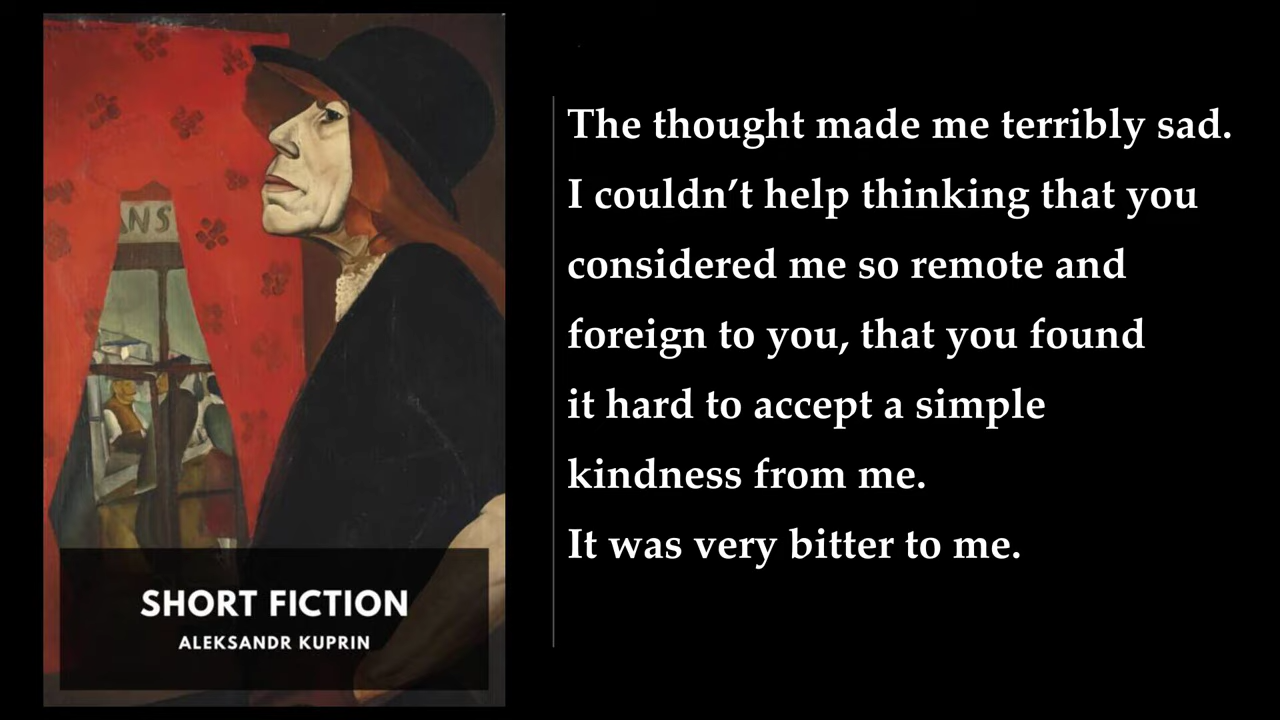 ANS
SHORT FICTION
ALEKSANDR KUPRIN
The thought made me terribly sad.
I couldn’t help thinking that you
considered me so remote and
foreign to you, that you found
it hard to accept a simple
kindness from me.
It was very bitter to me.